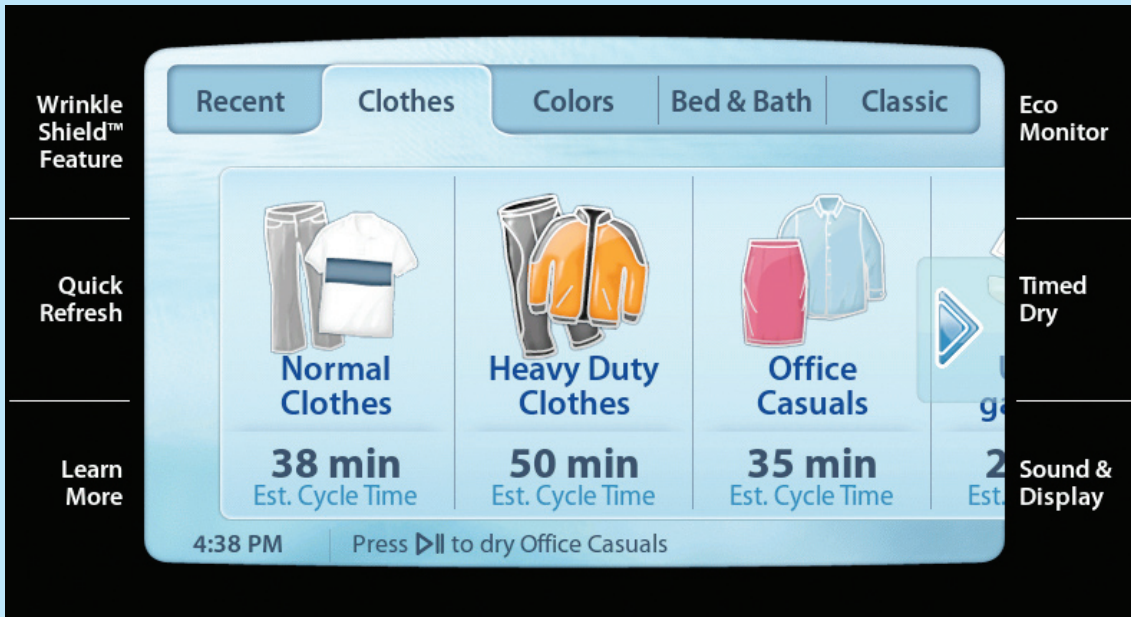 Wrinkle
Shield™
Feature
Quick
Refresh
Learn
More
Recent Clothes Colors Bed & Bath Classic
Normal
Clothes
38 min
Est. Cycle Time
Heavy Duty
Clothes
50 min
Est. Cycle Time
Office
Casuals
35 min
Est. Cycle Time
2
Est.
4:38 PM
Press ▷II to dry Office Casuals
Eco
Monitor
Timed
Dry
Sound &
Display